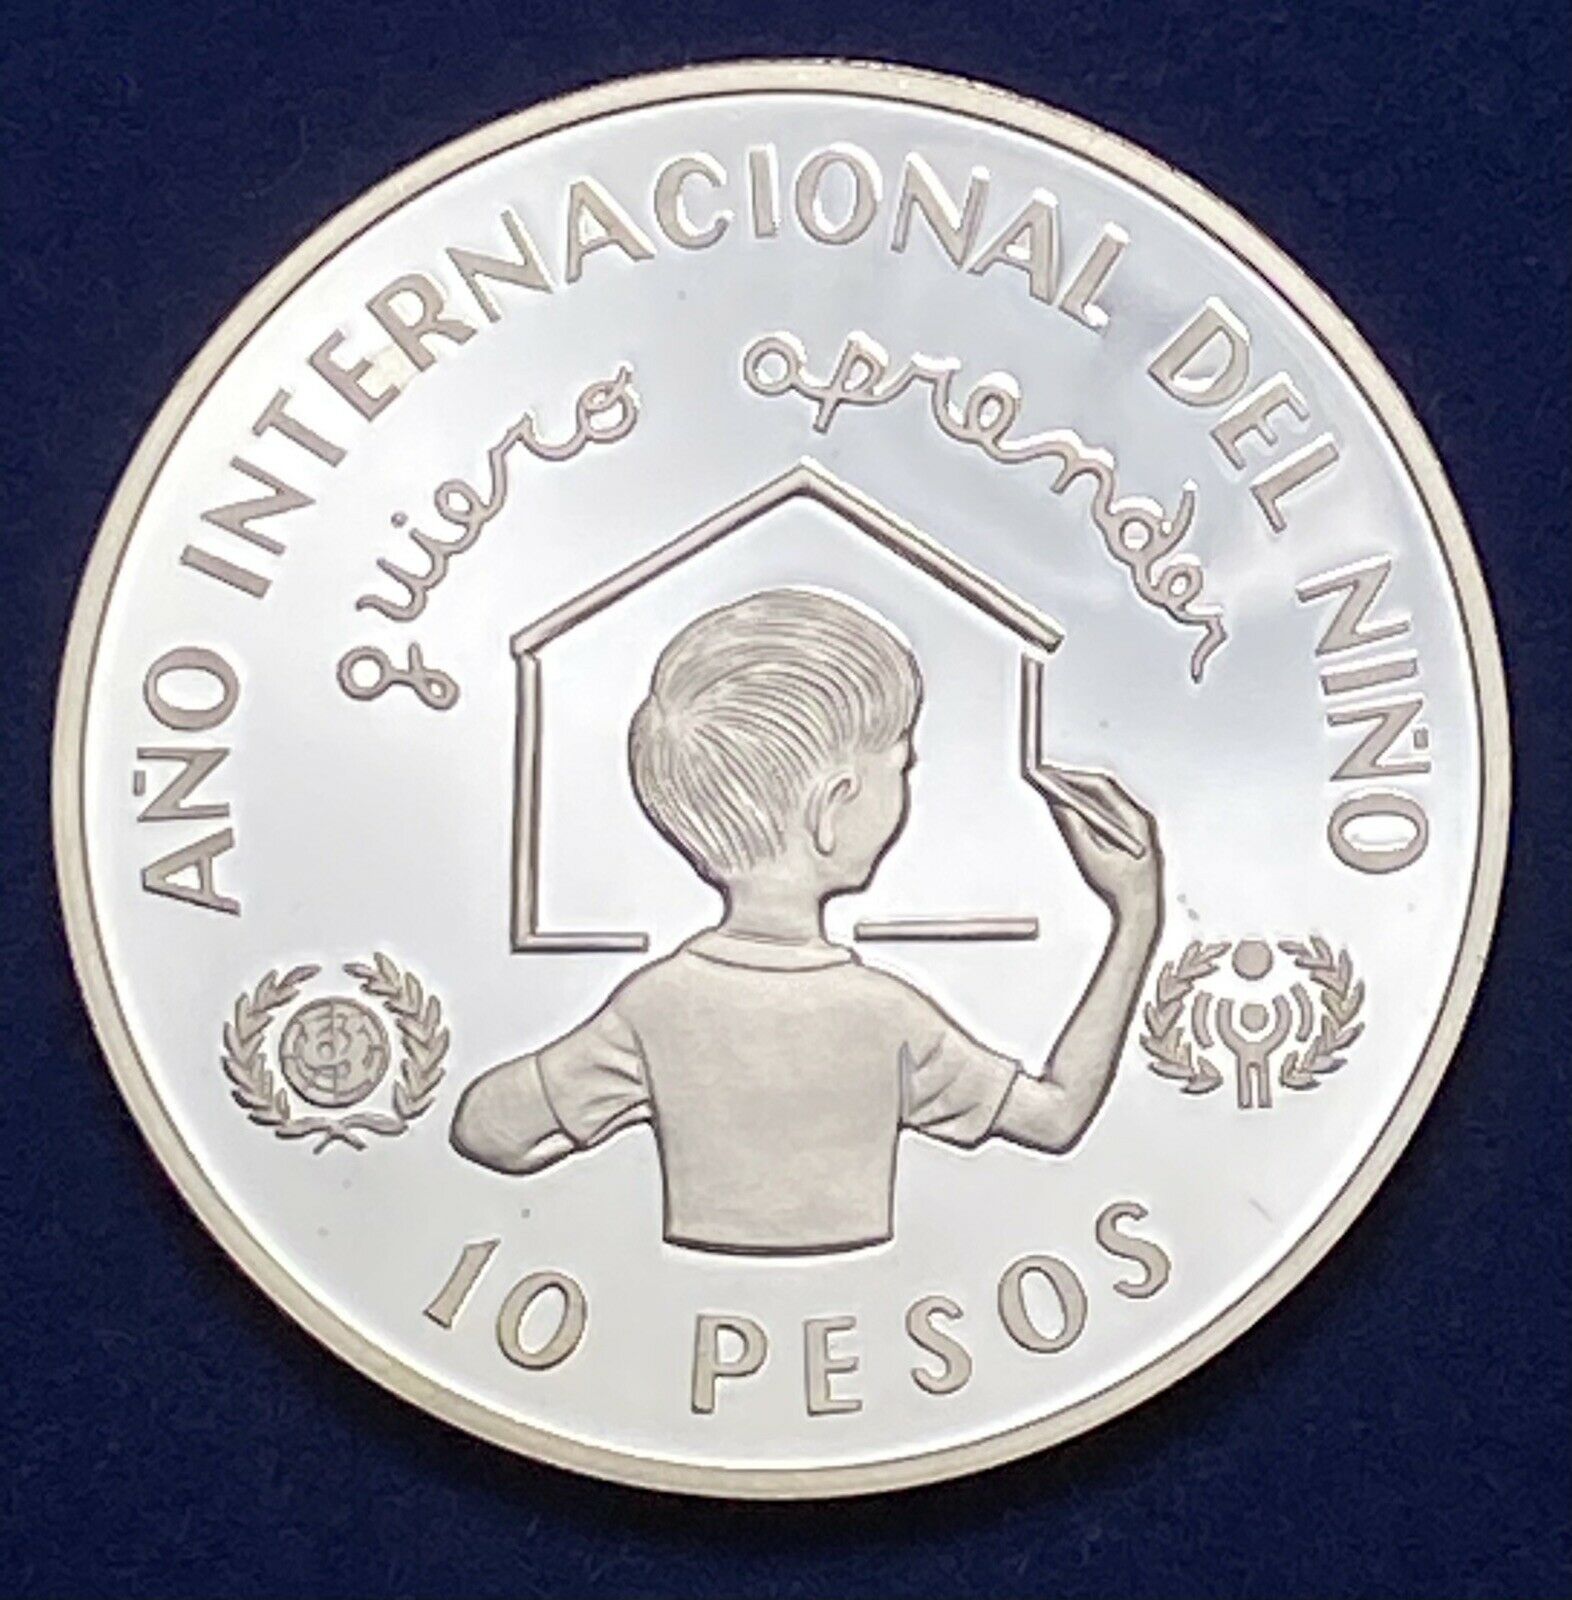 AÑO INTERNACIONAL DEL NIÑO
quiero aprender
10 PESOS